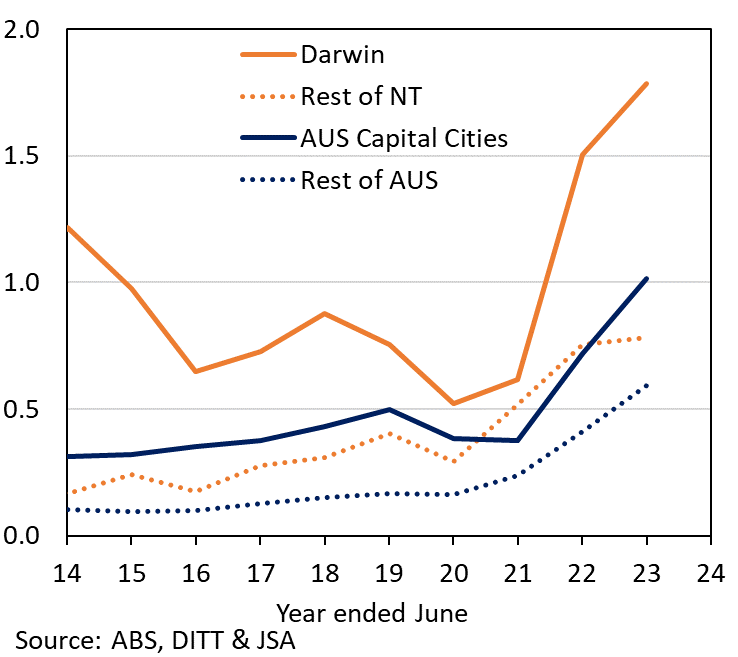 2.0
Darwin
Rest of NT
AUS Capital Cities
Rest of AUS
1.5
1.0
0.5
0.0
14 15 16 17 18 19 20 21 22 23 24
Year ended June
Source: ABS, DITT & JSA